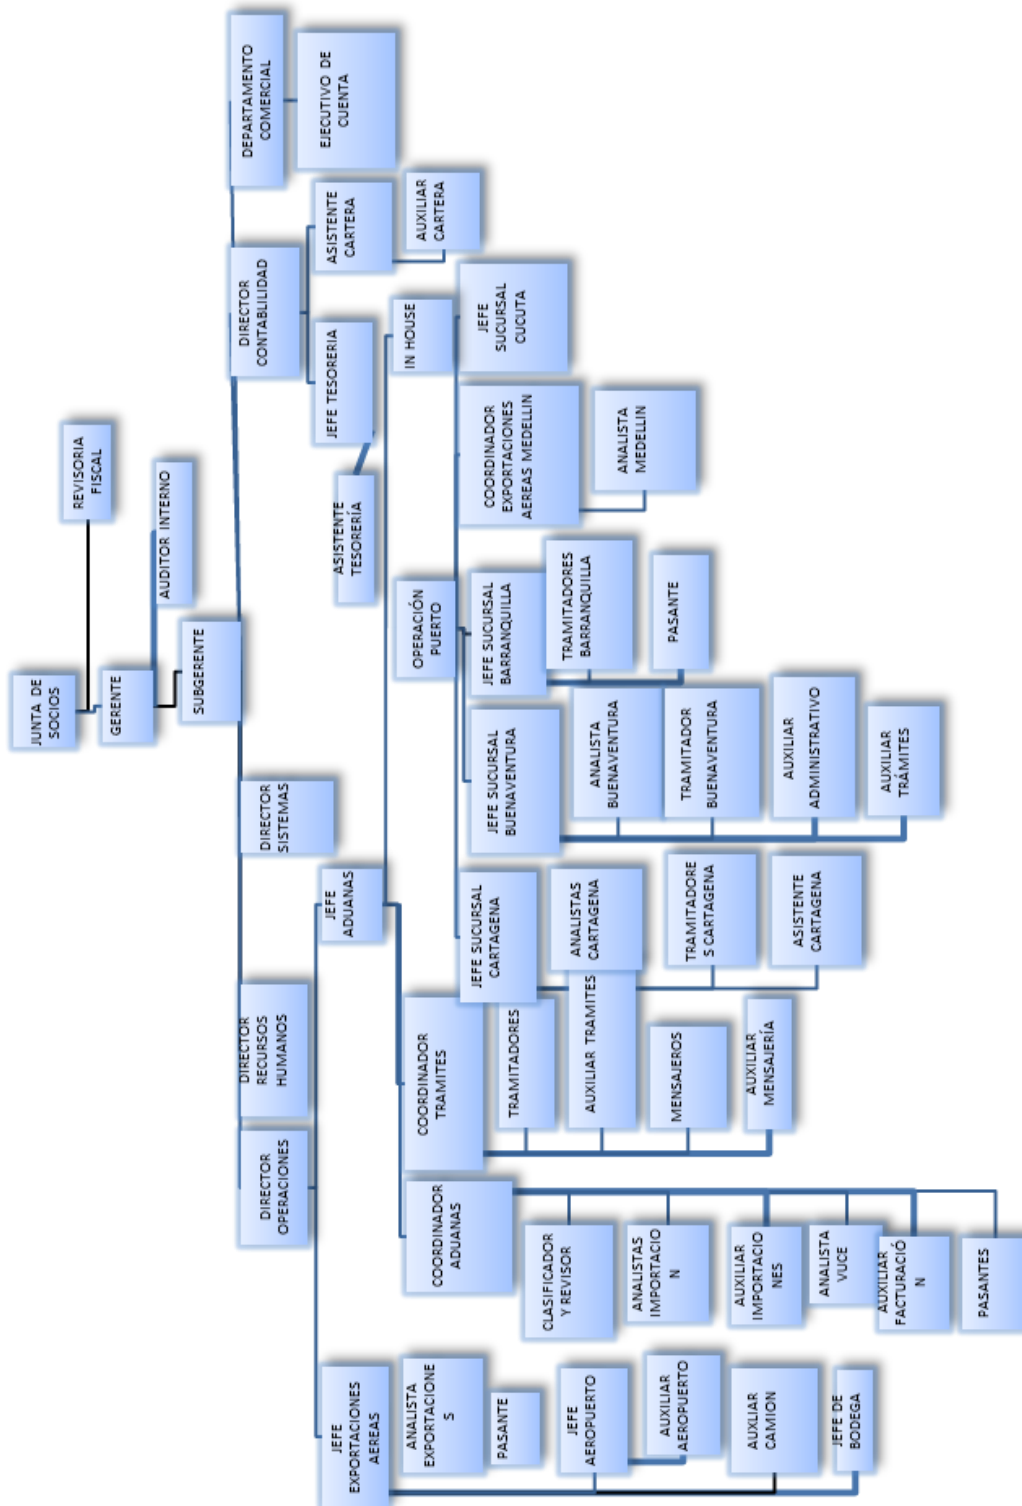 JUNTA DE
SOCIOS
REVISORIA
FISCAL
GERENTE
AUDITOR INTERNO
SUBGERENTE
DIRECTOR
OPERACIONES
DIRECTOR
RECURSOS
HUMANOS
DIRECTOR
SISTEMAS
DIRECTOR
CONTABLILIDAD
DEPARTAMENTO
COMERCIAL
EJECUTIVO DE
CUENTA
JEFE TESORERIA
ASISTENTE
CARTERA
ASISTENTE
TESORERÍA
AUXILIAR
CARTERA
JEFE
EXPORTACIONES
AEREAS
JEFE
ADUANAS
ANALISTA
EXPORTACIONE
S
PASANTE
JEFE
AEROPUERTO
AUXILIAR
AEROPUERTO
AUXLIAR
CAMION
JEFE DE
BODEGA
COORDINADOR
ADUANAS
CLASIFICADOR
Y REVISOR
ANALISTAS
IMPORTACIO
N
AUXILIAR
IMPORTACIO
NES
ANALISTA
VUCE
AUXILIAR
FACTURACIÓ
N
PASANTES
COORDINADOR
TRAMITES
TRAMITADORES
AUXILIAR TRAMITES
MENSAJEROS
AUXILIAR
MENSAJERÍA
OPERACIÓN
PUERTO
IN HOUSE
JEFE SUCURSAL
CARTAGENA
ANALISTAS
CARTAGENA
TRAMITADORE
S CARTAGENA
ASISTENTE
CARTAGENA
JEFE SUCURSAL
BUENAVENTURA
ANALISTA
BUENAVENTURA
TRAMITADOR
BUENAVENTURA
AUXILIAR
ADMINISTRATIVO
AUXILIAR
TRÁMITES
JEFE SUCURSAL
BARRANQUILLA
TRAMITADORES
BARRANQUILLA
PASANTE
COORDINADOR
EXPORTACIONES
AEREAS MEDELLIN
ANALISTA
MEDELLIN
JEFE
SUCURSAL
CUCUTA